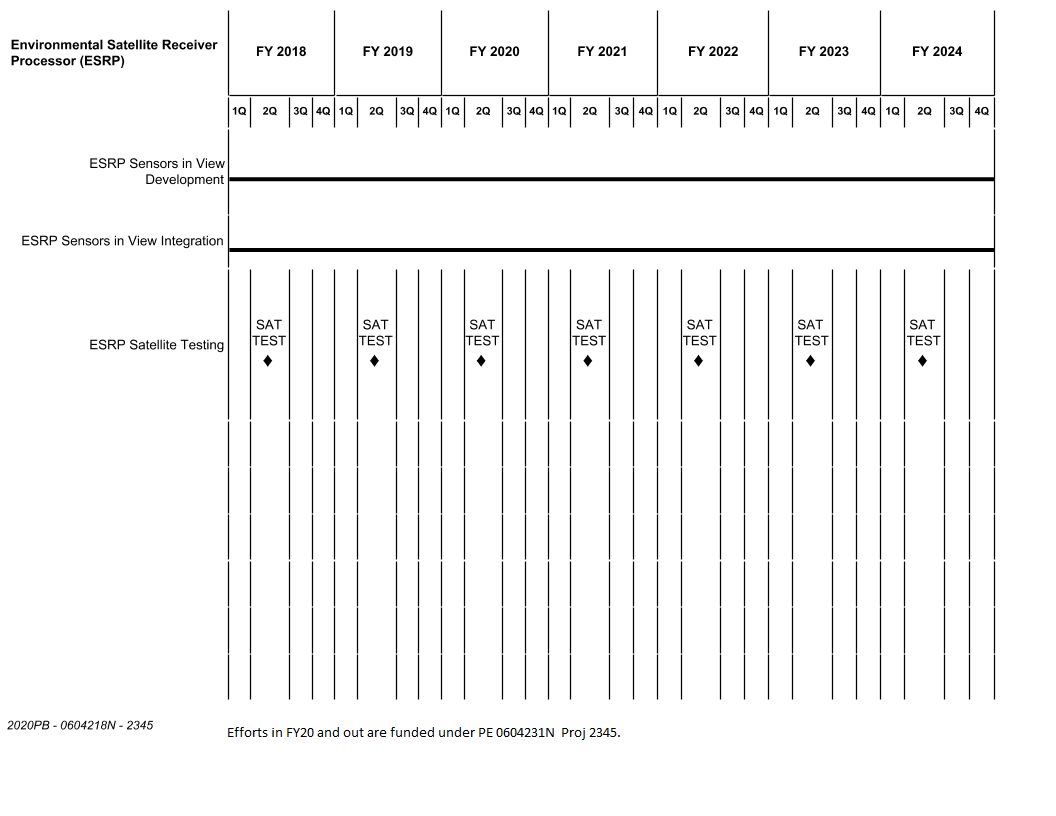 Environmental Satellite Receiver
Processor (ESRP)
FY 2018 FY 2019 FY 2020 FY 2021 FY 2022 FY 2023 FY 2024
1Q 2Q 3Q 4Q 1Q 2Q 3Q 4Q 1Q 2Q 3Q 4Q 1Q 2Q 3Q 4Q 1Q 2Q 3Q 4Q 1Q 2Q 3Q 4Q 1Q 2Q 3Q 4Q
ESRP Sensors in View
Development
ESRP Sensors in View Integration
ESRP Satellite Testing
SAT SAT SAT SAT SAT SAT SAT
TEST TEST TEST TEST TEST TEST TEST
2020PB - 0604218N - 2345
Efforts in FY20 and out are funded under PE 0604231N Proj 2345.